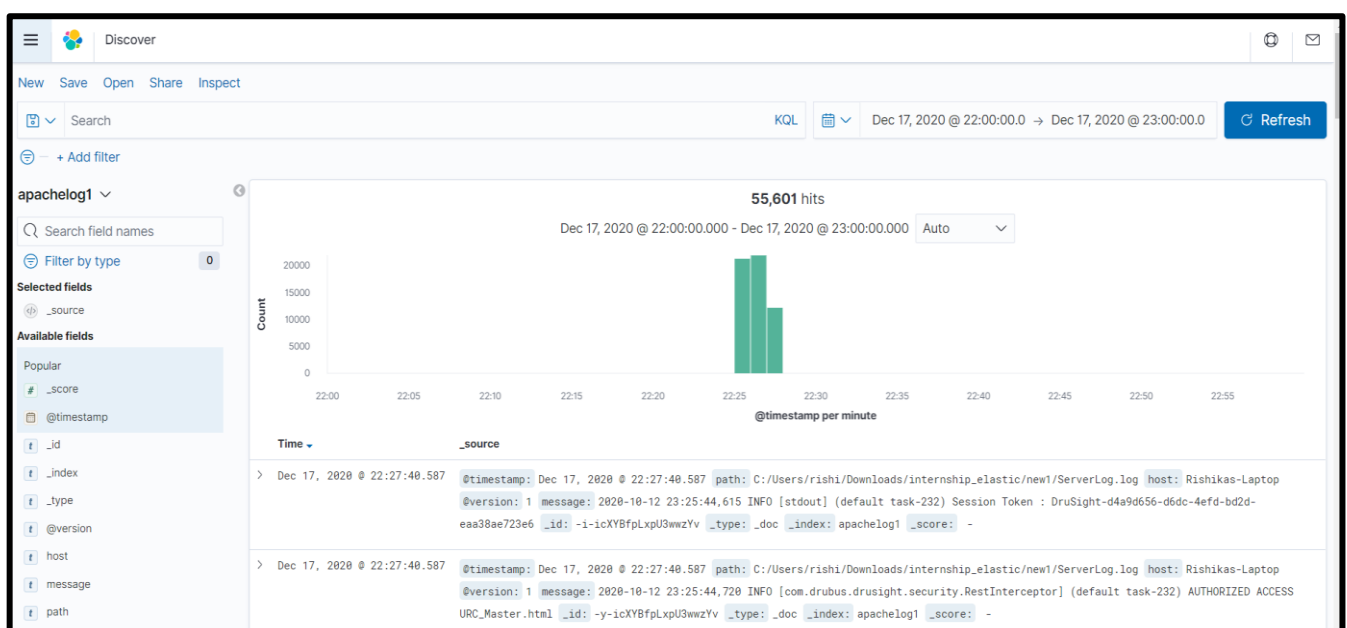 Discover
New Save Open Share Inspect
Search KQL Dec 17, 2020 @ 22:00:00.0 → Dec 17, 2020 @ 23:00:00.0 Refresh
+ Add filter
apachelog1
Search field names
Filter by type 0
Selected fields
_source
Available fields
Popular
_score
@timestamp
_id
_index
_type
@version
host
message
path
55,601 hits
Dec 17, 2020 @ 22:00:00.000 - Dec 17, 2020 @ 23:00:00.000 Auto
Count
20000
15000
10000
5000
0
22:00 22:05 22:10 22:15 22:20 22:25 22:30 22:35 22:40 22:45 22:50 22:55
@timestamp per minute
Time _source
Dec 17, 2020 @ 22:27:40.587 @timestamp: Dec 17, 2020 @ 22:27:40.587 path: C:/Users/rishi/Downloads/internship_elastic/new1/ServerLog.log host: Rishikas-Laptop
@version: 1 message: 2020-10-12 23:25:44,615 INFO [stdout] (default task-232) Session Token : DruSight-d4a9d656-d6dc-4efd-bd2d-
eaa38ae723e6 _id: -i-icXYBfpLxpU3wwzYv _type: _doc _index: apachelog1 _score: -
Dec 17, 2020 @ 22:27:40.587 @timestamp: Dec 17, 2020 @ 22:27:40.587 path: C:/Users/rishi/Downloads/internship_elastic/new1/ServerLog.log host: Rishikas-Laptop
@version: 1 message: 2020-10-12 23:25:44,720 INFO [com.drubus.drusight.security.RestInterceptor] (default task-232) AUTHORIZED ACCESS
URC_Master.html _id: -y-icXYBfpLxpU3wwzYv _type: _doc _index: apachelog1 _score: -